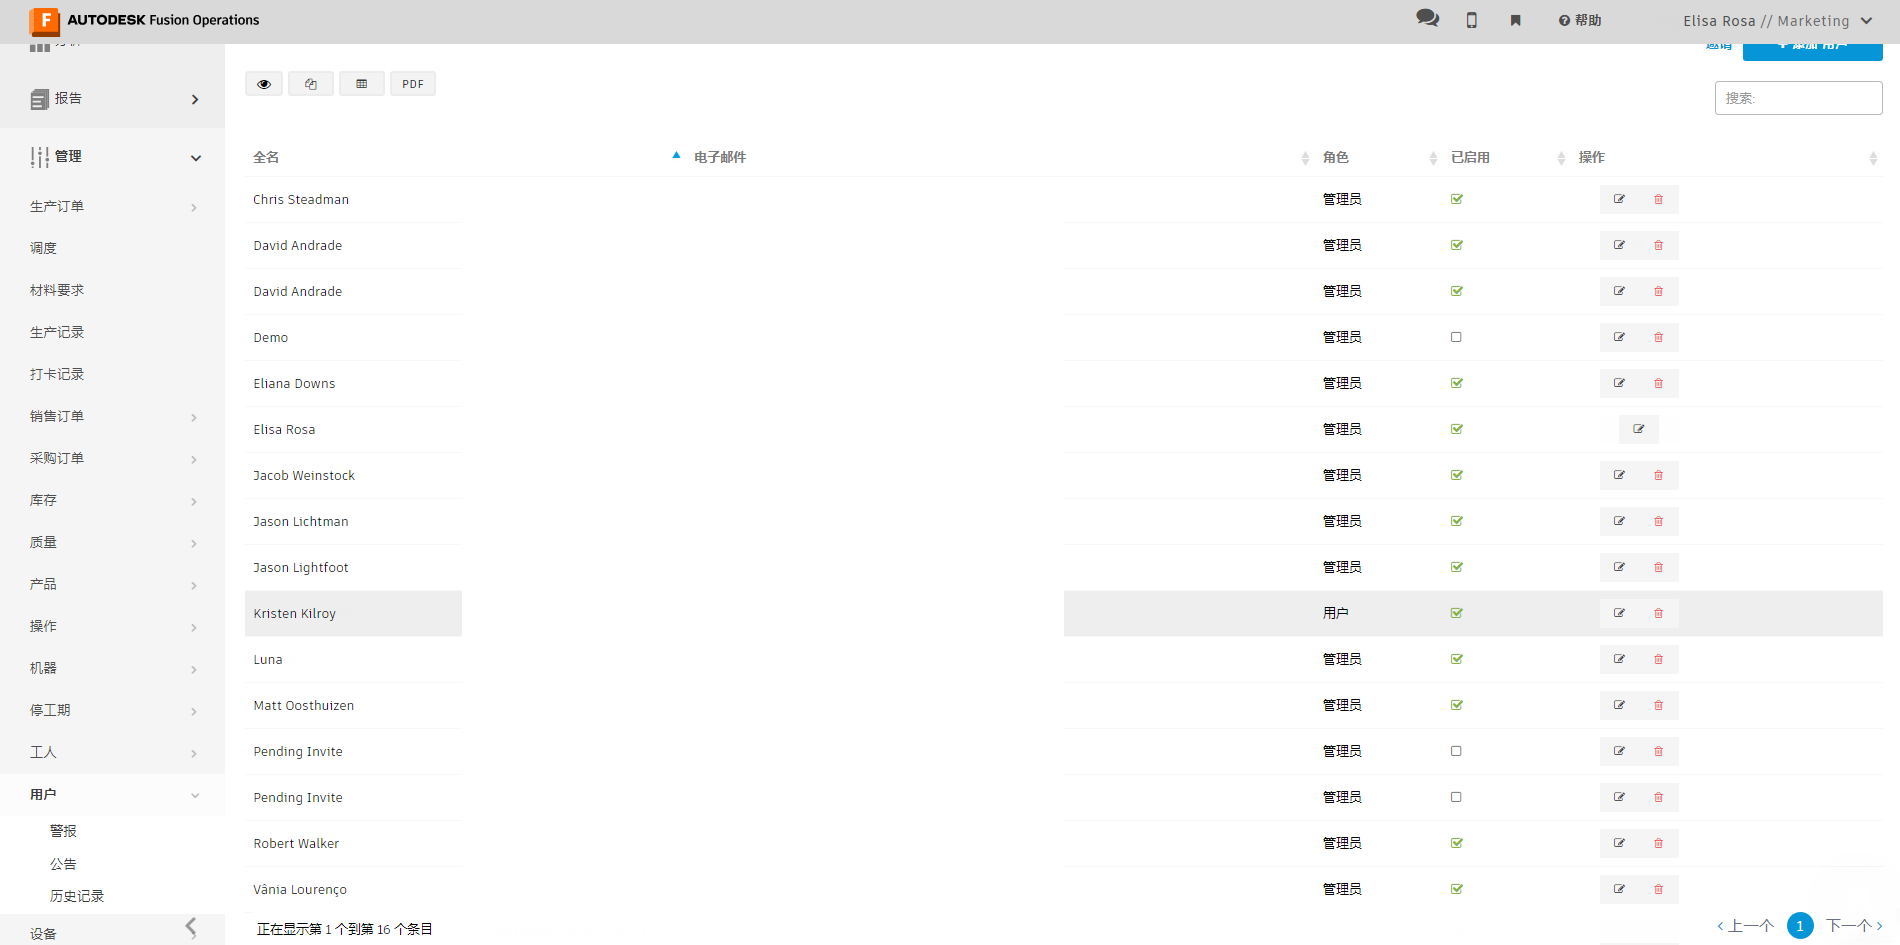 AUTODESK Fusion Operations
帮助
Elisa Rosa // Marketing
邀请
+ 添加 用户
分析
报告
管理
生产订单
调度
材料要求
生产记录
打卡记录
销售订单
采购订单
库存
质量
产品
操作
机器
停工期
工人
用户
警报
公告
历史记录
设备
PDF
搜索:
全名 电子邮件 角色 已启用 操作
Chris Steadman 管理员
David Andrade 管理员
David Andrade 管理员
Demo 管理员
Eliana Downs 管理员
Elisa Rosa 管理员
Jacob Weinstock 管理员
Jason Lichtman 管理员
Jason Lightfoot 管理员
Kristen Kilroy 用户
Luna 管理员
Matt Oosthuizen 管理员
Pending Invite 管理员
Pending Invite 管理员
Robert Walker 管理员
Vânia Lourenço 管理员
正在显示第 1 个到第 16 个条目
‹ 上一个 1 下一个 ›